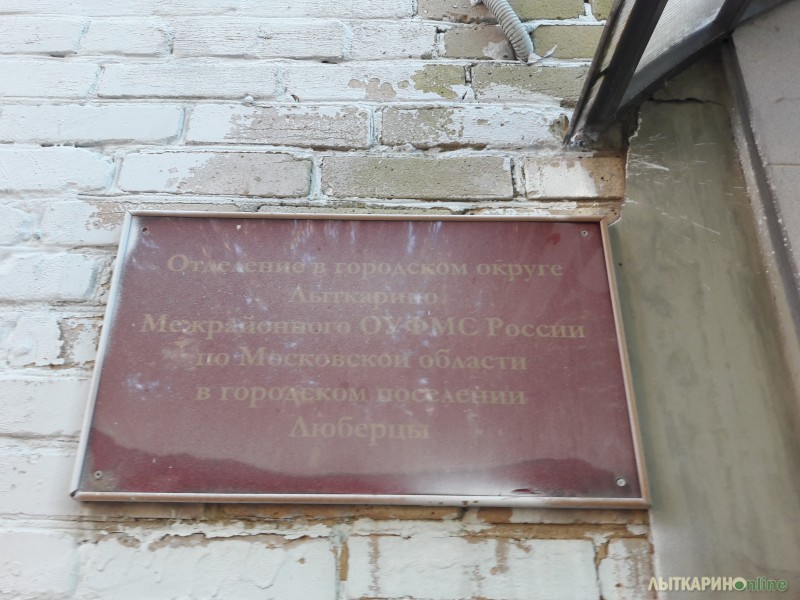 Отделение в городском округе
Лыткарино
Межрайонного ОУФМС России
по Московской области
в городском поселении
Люберцы
ЛЫТКАРИНОonline